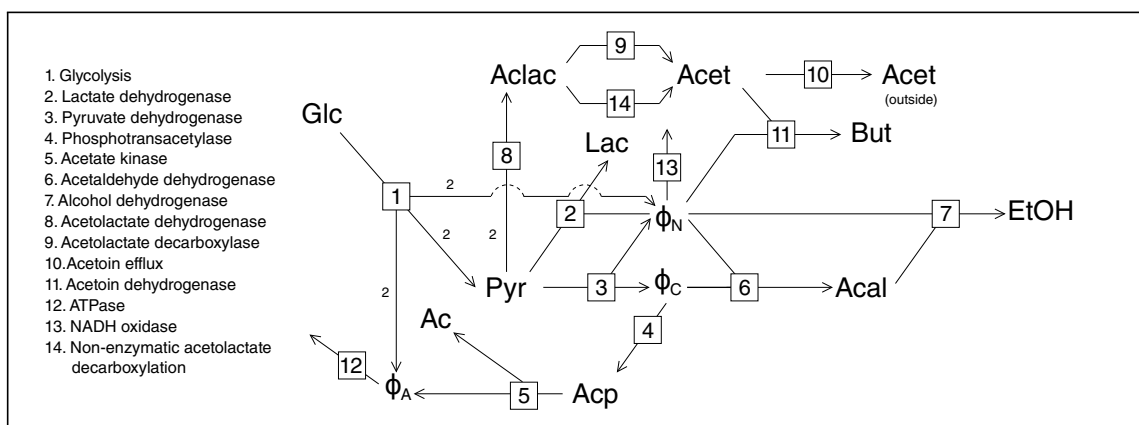 1. Glycolysis
2. Lactate dehydrogenase
3. Pyruvate dehydrogenase
4. Phosphotransacetylase
5. Acetate kinase
6. Acetaldehyde dehydrogenase
7. Alcohol dehydrogenase
8. Acetolactate dehydrogenase
9. Acetolactate decarboxylase
10.Acetoin efflux
11. Acetoin dehydrogenase
12. ATPase
13. NADH oxidase
14. Non-enzymatic acetolactate
decarboxylation
9
Aclac
Acet
10
Acet
(outside)
14
Glc
Lac
11
But
8
13
2
1
2
ϕN
7
EtOH
2
2
Pyr
3
ϕC
6
Acal
2
Ac
4
12
ϕA
5
Acp